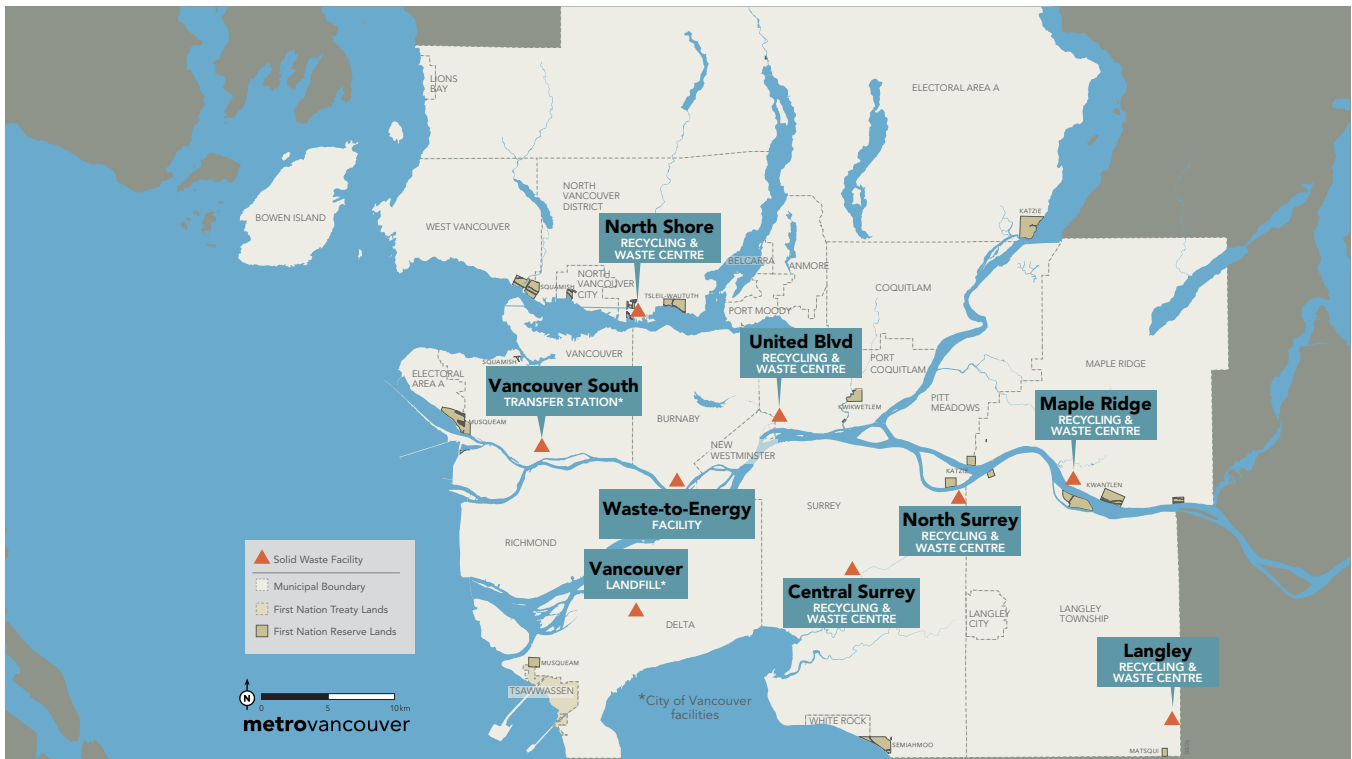 LIONS
BAY
ELECTORAL AREA A
BOWEN ISLAND
WEST VANCOUVER
NORTH
VANCOUVER
DISTRICT
North Shore
RECYCLING &
WASTE CENTRE
KATZIE
BELCARRA
ANMORE
SQUAMISH
NORTH
VANCOUVER
CITY
TSLEIL-WAUTUTH
COQUITLAM
PORT MOODY
United Blvd
RECYCLING &
WASTE CENTRE
PORT
COQUITLAM
MAPLE RIDGE
SQUAMISH
VANCOUVER
ELECTORAL
AREA A
Vancouver South
TRANSFER STATION*
MUSQUEAM
BURNABY
KWIKWETLEM
PITT
MEADOWS
Maple Ridge
RECYCLING &
WASTE CENTRE
NEW
WESTMINSTER
KATZIE
KWANTLEN
Waste-to-Energy
FACILITY
SURREY
North Surrey
RECYCLING &
WASTE CENTRE
RICHMOND
Vancouver
LANDFILL*
Central Surrey
RECYCLING &
WASTE CENTRE
DELTA
LANGLEY
CITY
LANGLEY
TOWNSHIP
Langley
RECYCLING &
WASTE CENTRE
Solid Waste Facility
Municipal Boundary
First Nation Treaty Lands
First Nation Reserve Lands
MUSQUEAM
TSAWWASSEN
*City of Vancouver
facilities
WHITE ROCK
SEMIAHMOO
MATSQUI
N
0 5 10km
metrovancouver